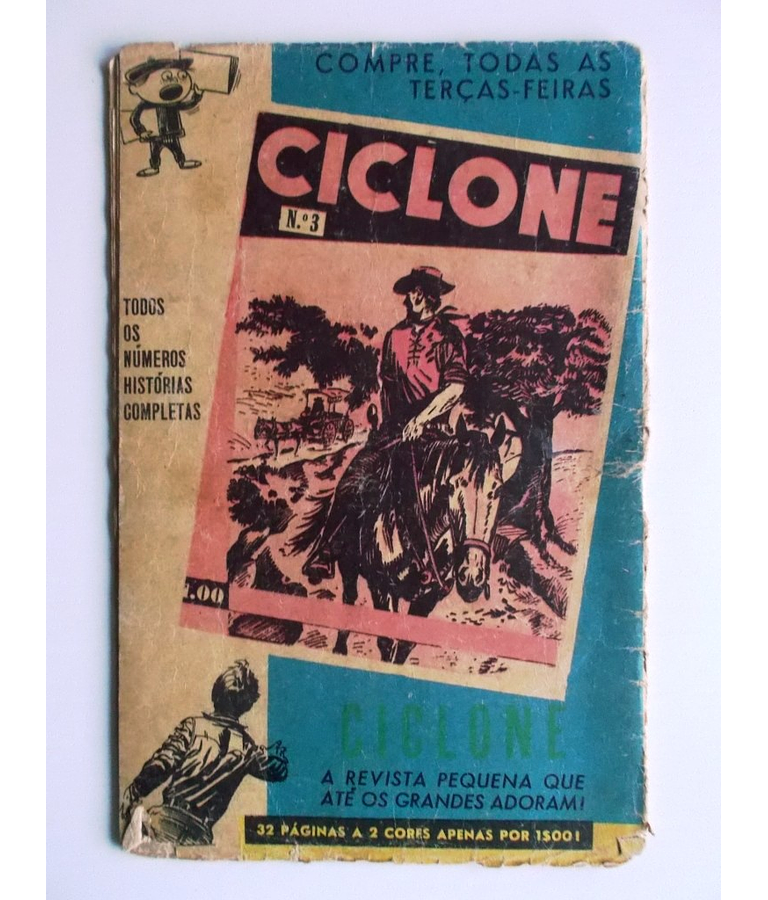 COMPRE, TODAS AS
TERÇAS-FEIRAS
CICLONE
N.º 3
TODOS
OS
NÚMEROS
HISTÓRIAS
COMPLETAS
.00
CICLONE
A REVISTA PEQUENA QUE
ATÉ OS GRANDES ADORAM!
32 PÁGINAS A 2 CORES APENAS POR 1$00!